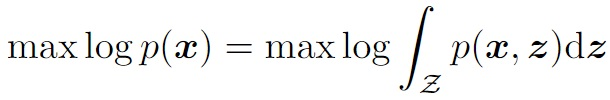 max log p(𝒙) = max log ∫_𝒵 p(𝒙, 𝒛)d𝒛